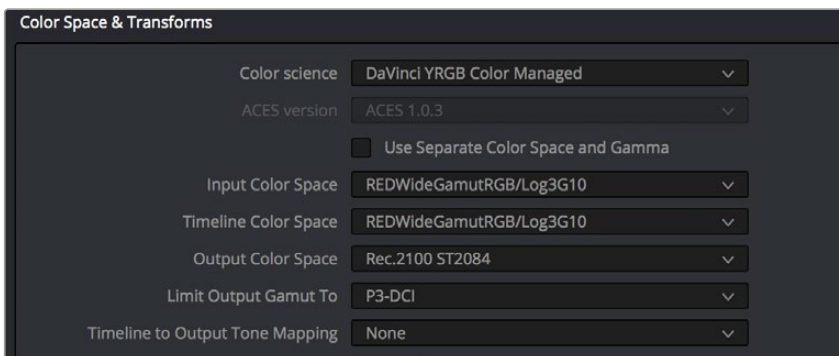 Color Space & Transforms
Color science DaVinci YRGB Color Managed
ACES version ACES 1.0.3
Use Separate Color Space and Gamma
Input Color Space REDWideGamutRGB/Log3G10
Timeline Color Space REDWideGamutRGB/Log3G10
Output Color Space Rec.2100 ST2084
Limit Output Gamut To P3-DCI
Timeline to Output Tone Mapping None